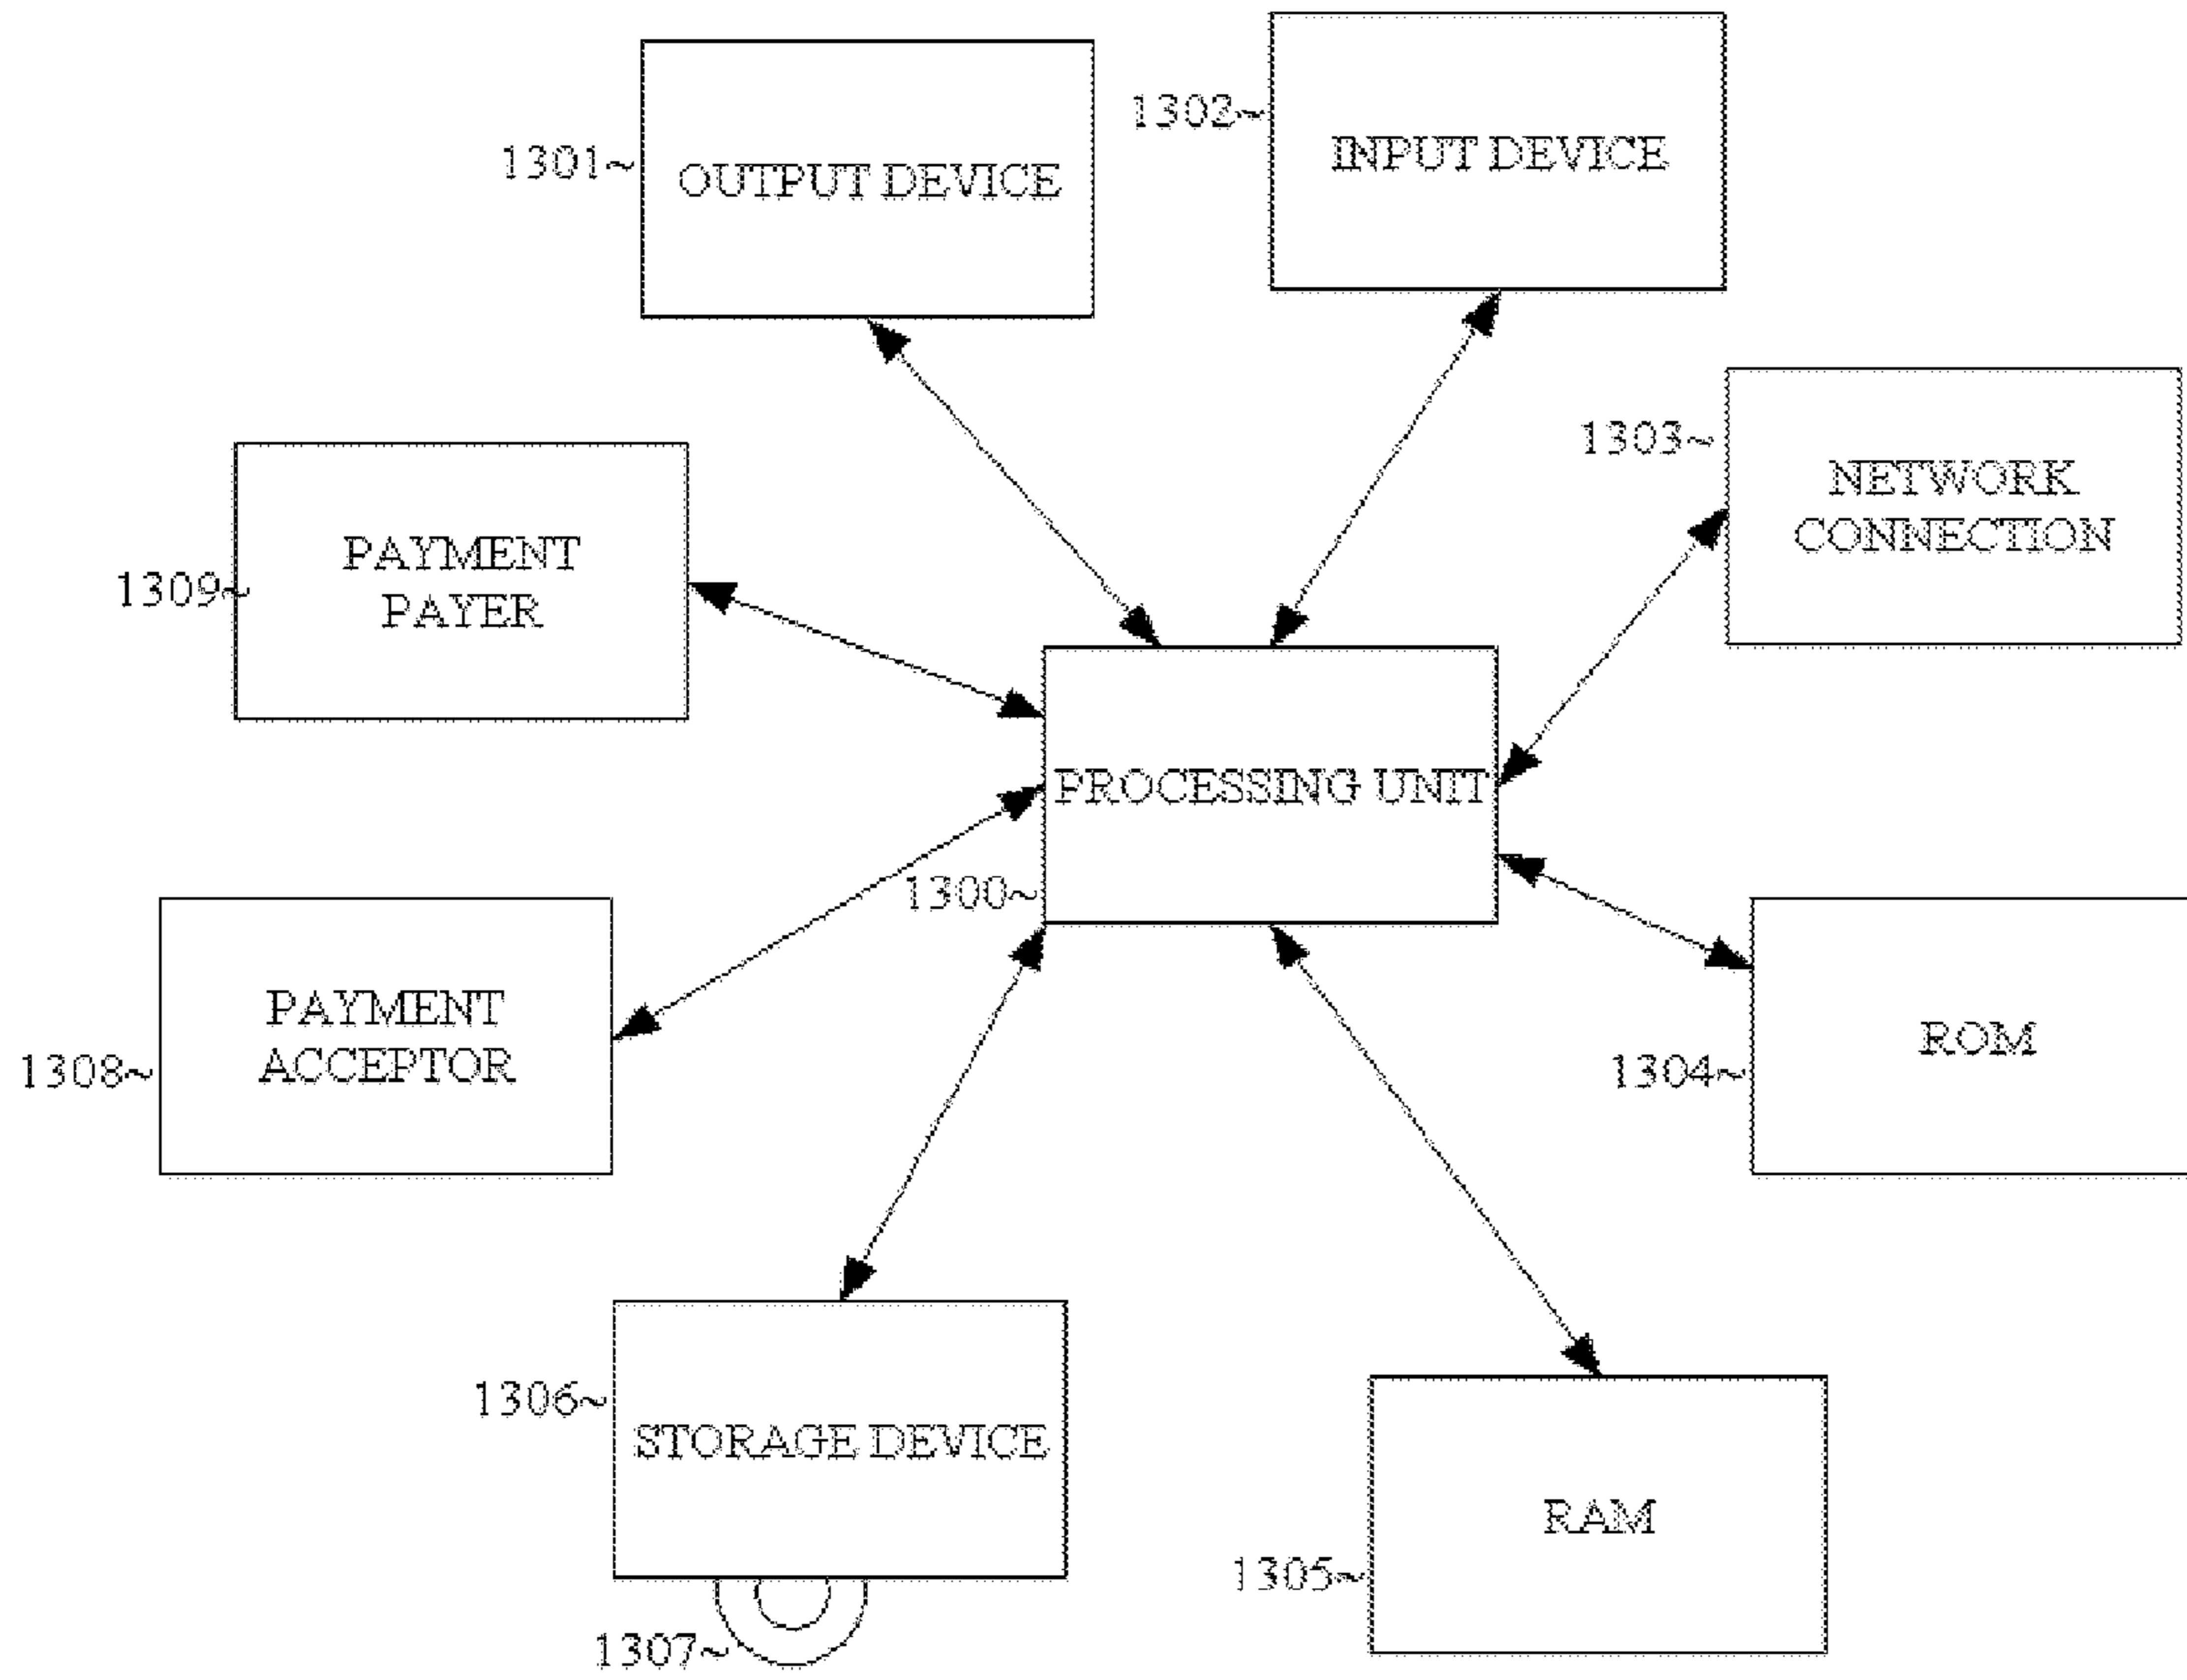 1302~
INPUT DEVICE
1301~
OUTPUT DEVICE
1303~
NETWORK
CONNECTION
PAYMENT
PAYER
1309~
PROCESSING UNIT
1300~
PAYMENT
ACCEPTOR
1308~
ROM
1304~
1306~
STORAGE DEVICE
RAM
1305~
1307~